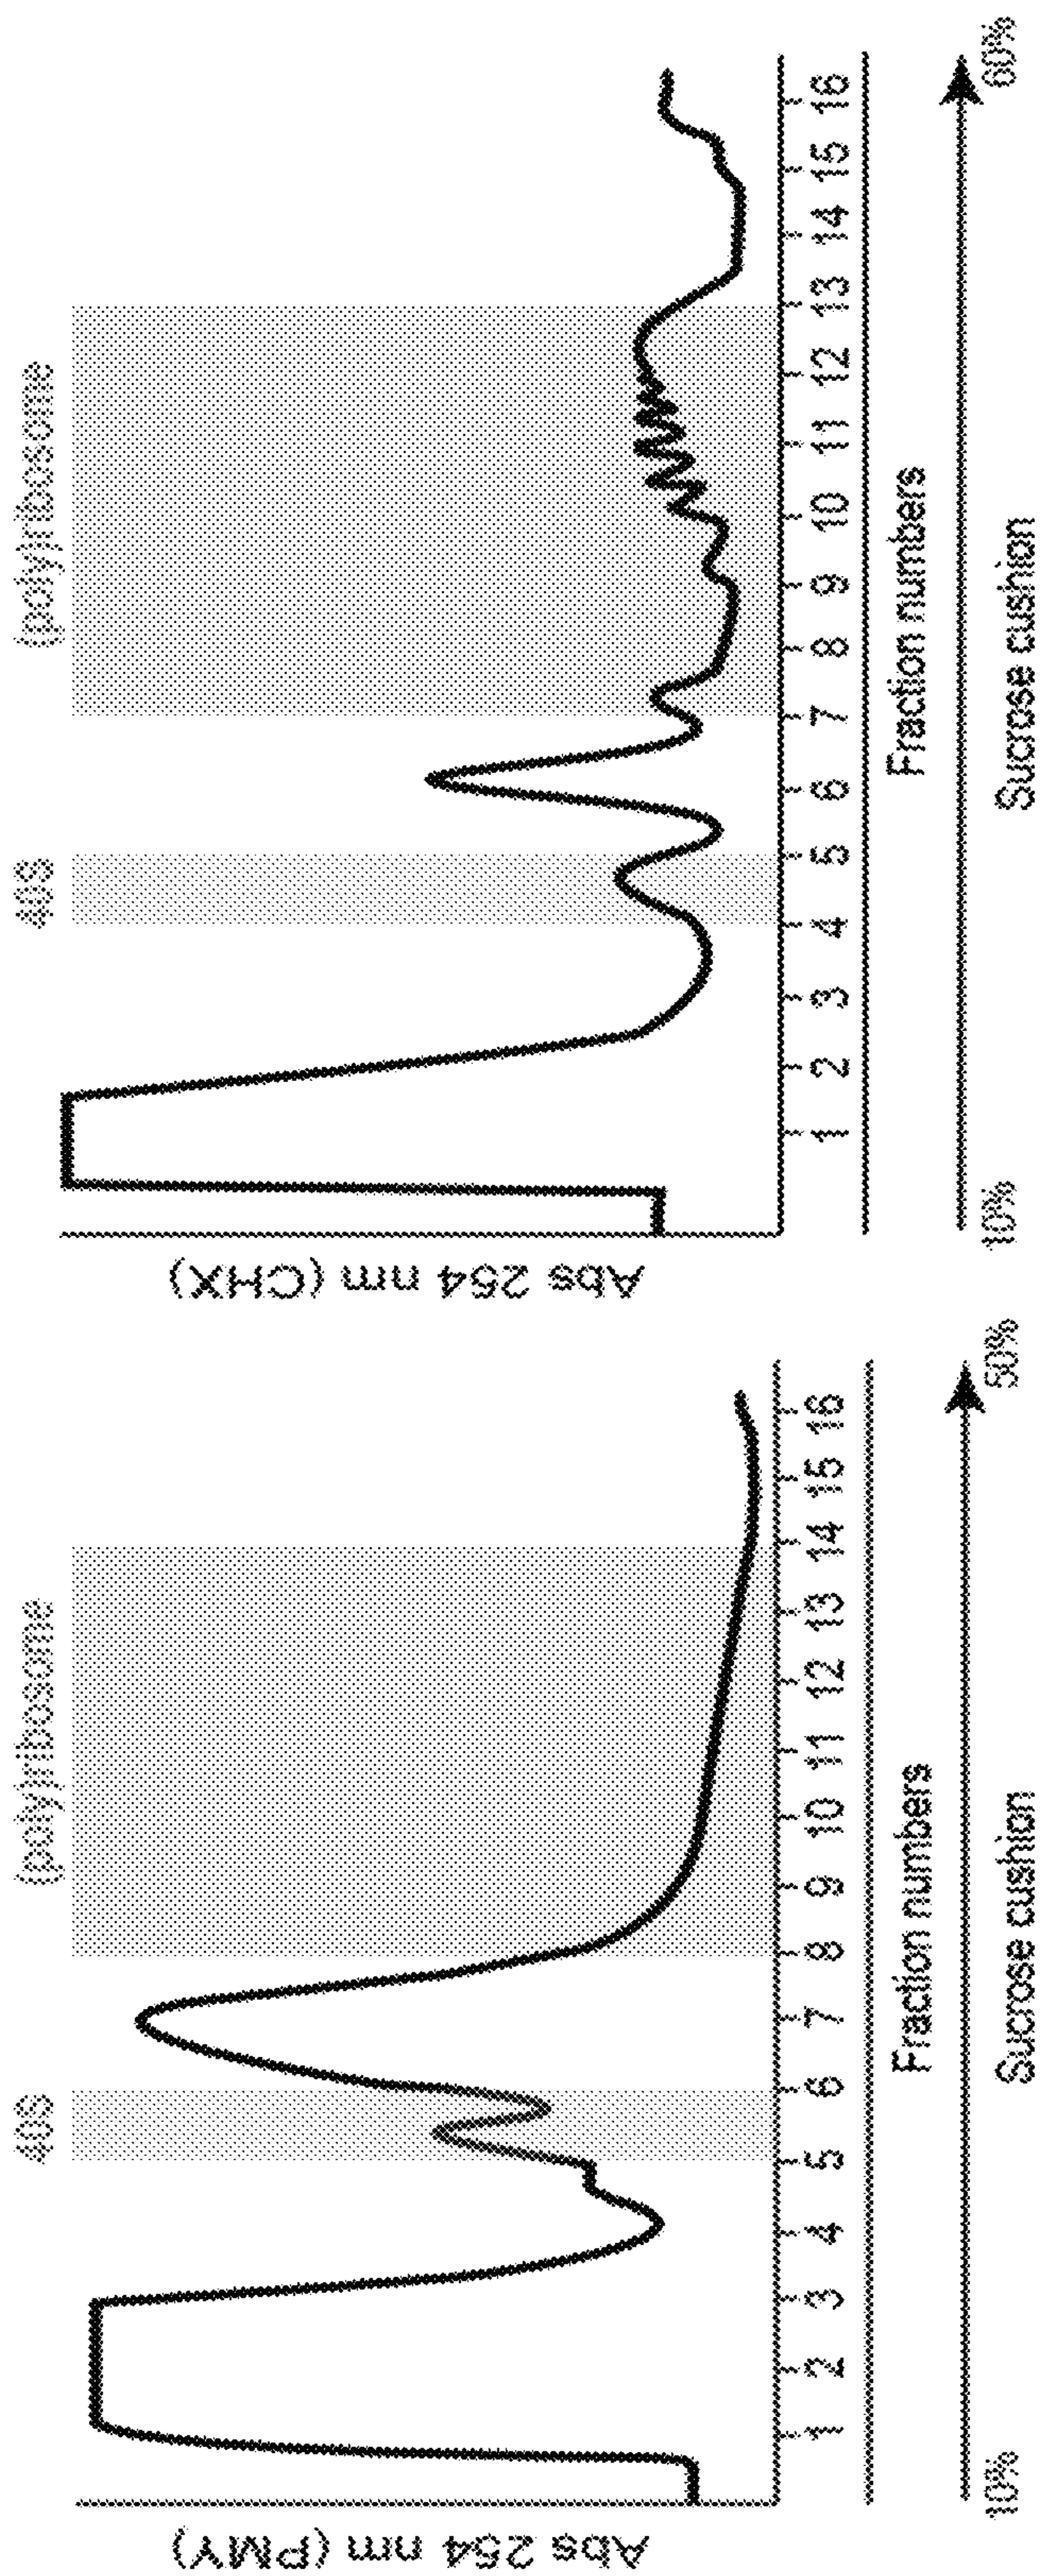 40S
(poly)ribosome
Abs 254 nm (PMY)
1 2 3 4 5 6 7 8 9 10 11 12 13 14 15 16
Fraction numbers
10%
50%
Sucrose cushion
40S
(poly)ribosome
Abs 254 nm (CHX)
1 2 3 4 5 6 7 8 9 10 11 12 13 14 15 16
Fraction numbers
10%
60%
Sucrose cushion